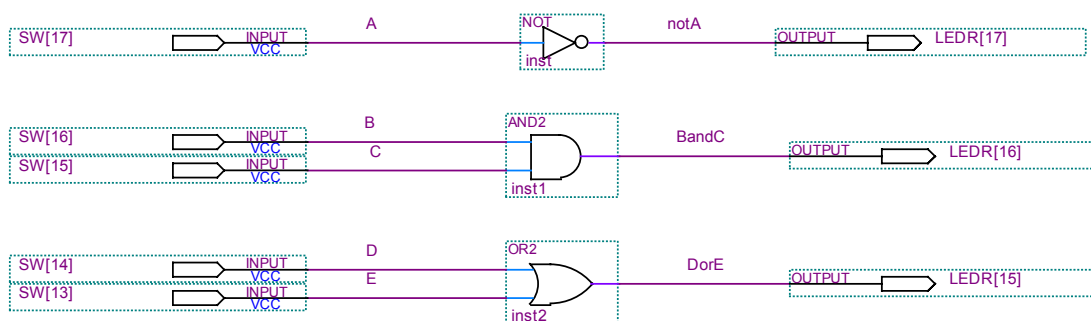 A
NOT
notA
SW[17]
INPUT
VCC
OUTPUT
LEDR[17]
inst
B
AND2
BandC
SW[16]
INPUT
VCC
C
OUTPUT
LEDR[16]
SW[15]
INPUT
VCC
inst1
D
OR2
DorE
SW[14]
INPUT
VCC
E
OUTPUT
LEDR[15]
SW[13]
INPUT
VCC
inst2